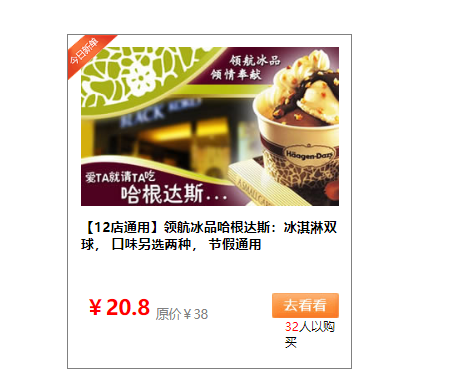 今日新单
领航冰品
倾情奉献
BLACK
Häagen-Dazs
爱TA就请TA吃
哈根达斯...
【12店通用】领航冰品哈根达斯：冰淇淋双
球， 口味另选两种， 节假通用
￥20.8 原价￥38
去看看
32人以购
买